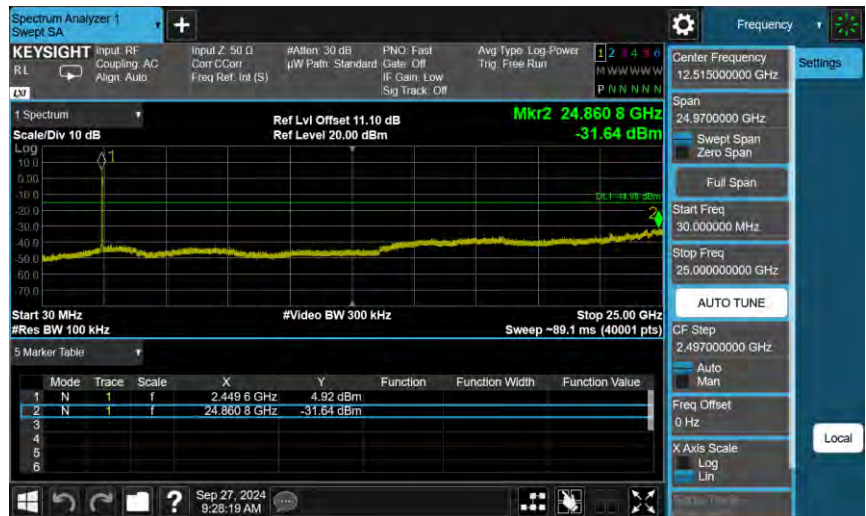 Spectrum Analyzer 1
Swept SA
Frequency
KEYSIGHT
RL
LXI
Input: RF
Coupling: AC
Align: Auto
Input Z: 50 Ω
Corr CCorr
Freq Ref: Int (S)
#Atten: 30 dB
µW Path: Standard
PNO: Fast
Gate: Off
IF Gain: Low
Sig Track: Off
Avg Type: Log-Power
Trig: Free Run
1 2 3 4 5 6
M W W W W W
P N N N N N
1 Spectrum
Scale/Div 10 dB
Ref Lvl Offset 11.10 dB
Ref Level 20.00 dBm
Mkr2 24.860 8 GHz
-31.64 dBm
Log
10.0
0.00
-10.0
-20.0
-30.0
-40.0
-50.0
-60.0
-70.0
1
2
Start 30 MHz
#Res BW 100 kHz
#Video BW 300 kHz
Stop 25.00 GHz
Sweep ~89.1 ms (40001 pts)
5 Marker Table
Mode Trace Scale X Y Function Function Width Function Value
1 N 1 f 2.449 6 GHz 4.92 dBm
2 N 1 f 24.860 8 GHz -31.64 dBm
3
4
5
6
Sep 27, 2024
9:28:19 AM
Center Frequency
12.515000000 GHz
Settings
Span
24.9700000 GHz
Swept Span
Zero Span
Full Span
Start Freq
30.000000 MHz
Stop Freq
25.000000000 GHz
AUTO TUNE
CF Step
2.497000000 GHz
Auto
Man
Freq Offset
0 Hz
X Axis Scale
Log
Lin
Local